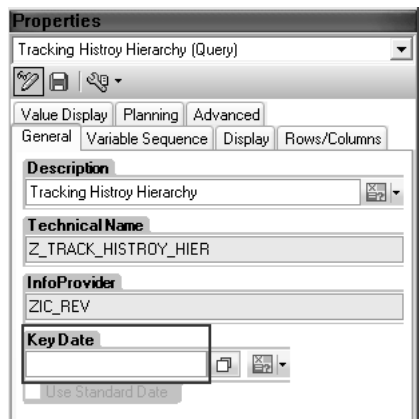 Properties
Tracking Histroy Hierarchy (Query)
Value Display Planning Advanced
General Variable Sequence Display Rows/Columns
Description
Tracking Histroy Hierarchy
Technical Name
Z_TRACK_HISTROY_HIER
InfoProvider
ZIC_REV
Key Date
Use Standard Date